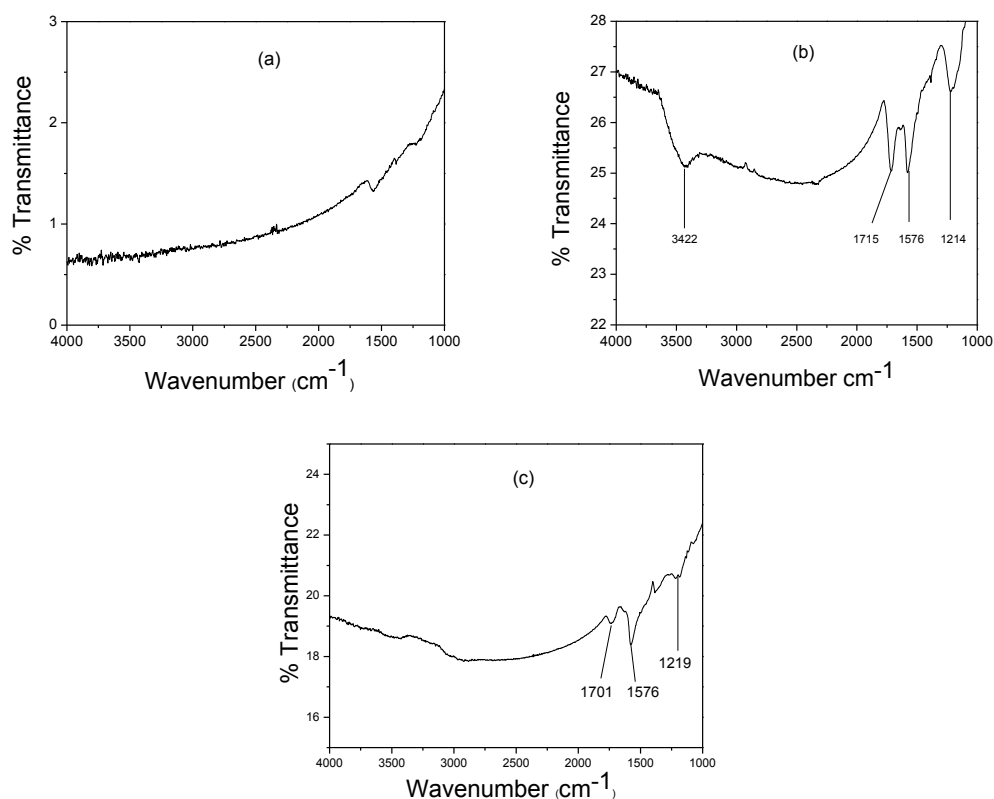 (a)
% Transmittance
3
2
1
0
4000 3500 3000 2500 2000 1500 1000
Wavenumber (cm-1)
(b)
% Transmittance
28
27
26
25
24
23
22
3422 1715 1576 1214
4000 3500 3000 2500 2000 1500 1000
Wavenumber cm-1
(c)
% Transmittance
24
22
20
18
16
1219
1701 1576
4000 3500 3000 2500 2000 1500 1000
Wavenumber (cm-1)